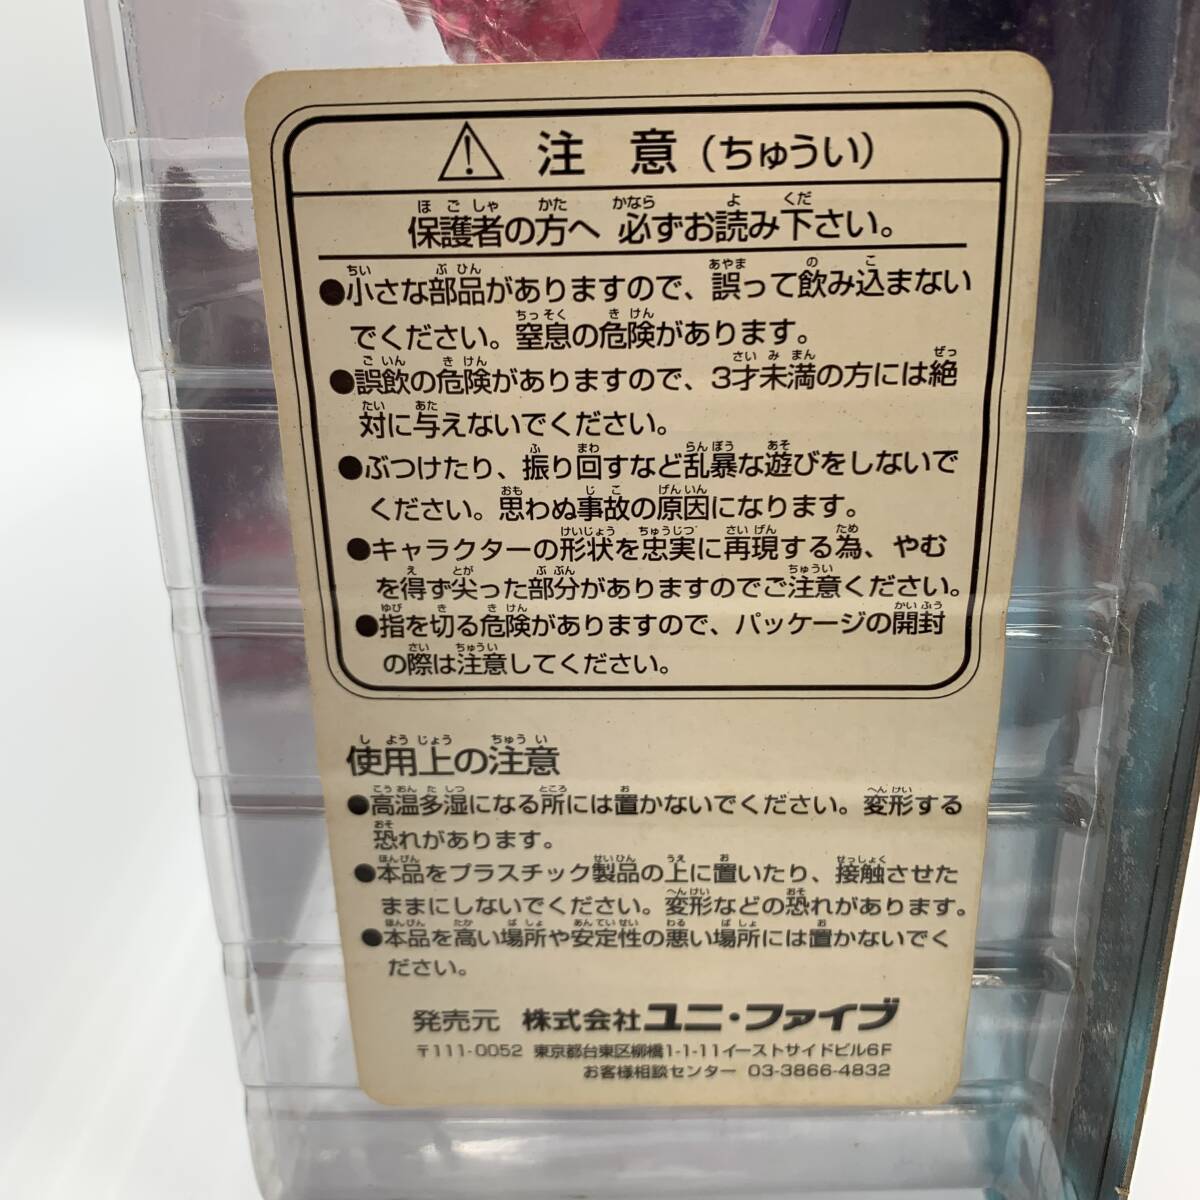 ⚠ 注意（ちゅうい）
保護者の方へ 必ずお読み下さい。
●小さな部品がありますので、誤って飲み込まない
でください。窒息の危険があります。
●誤飲の危険がありますので、3才未満の方には絶
対に与えないでください。
●ぶつけたり、振り回すなど乱暴な遊びをしないで
ください。思わぬ事故の原因になります。
●キャラクターの形状を忠実に再現する為、やむ
を得ず尖った部分がありますのでご注意ください。
●指を切る危険がありますので、パッケージの開封
の際は注意してください。
使用上の注意
●高温多湿になる所には置かないでください。変形する
恐れがあります。
●本品をプラスチック製品の上に置いたり、接触させた
ままにしないでください。変形などの恐れがあります。
●本品を高い場所や安定性の悪い場所には置かないでく
ださい。
発売元 株式会社ユニ・ファイブ
〒111-0052 東京都台東区柳橋1-1-11イーストサイドビル6F
お客様相談センター 03-3866-4832